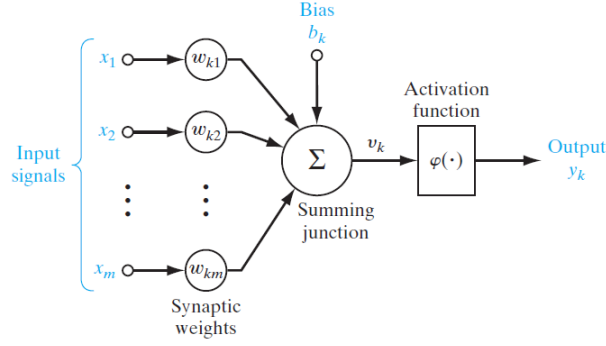 Bias
b_k
x_1
w_k1
Activation
function
x_2
w_k2
Input
signals
Σ
v_k
φ(·)
Output
y_k
Summing
junction
x_m
w_km
Synaptic
weights